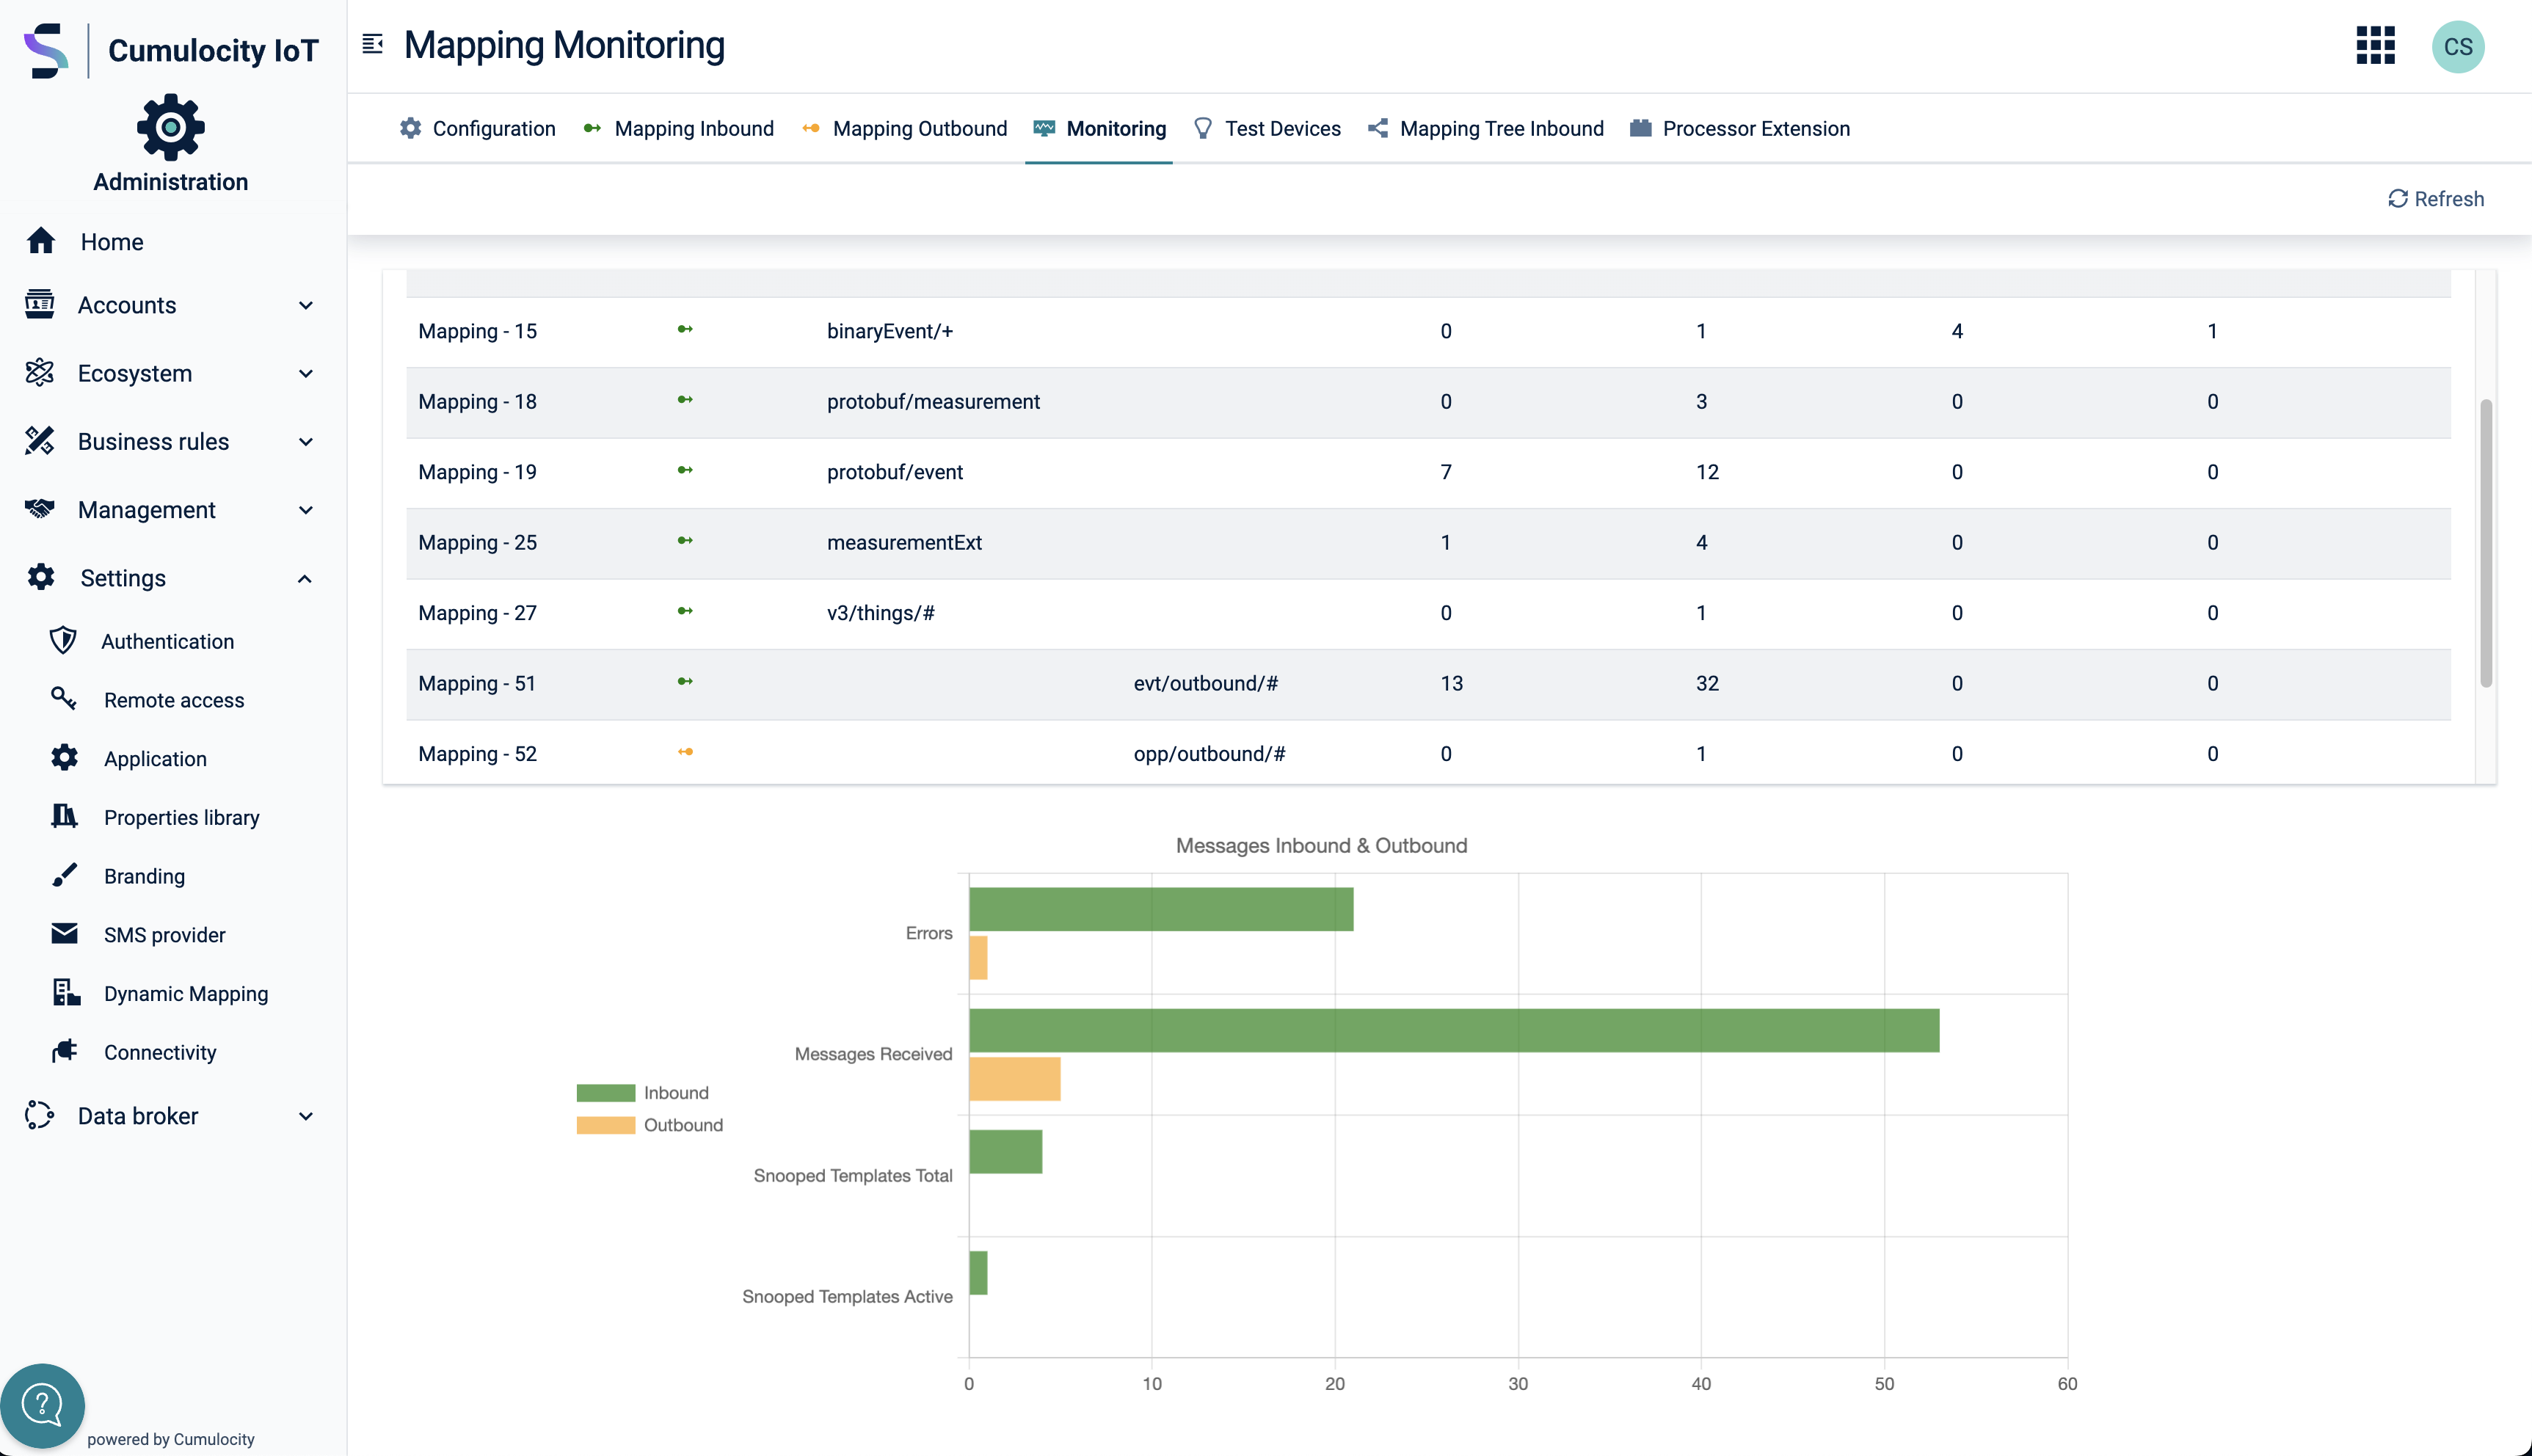 Cumulocity IoT
Administration
Home
Accounts
Ecosystem
Business rules
Management
Settings
Authentication
Remote access
Application
Properties library
Branding
SMS provider
Dynamic Mapping
Connectivity
Data broker
powered by Cumulocity
Mapping Monitoring
CS
Configuration Mapping Inbound Mapping Outbound Monitoring Test Devices Mapping Tree Inbound Processor Extension
Refresh
Mapping - 15 binaryEvent/+ 0 1 4 1
Mapping - 18 protobuf/measurement 0 3 0 0
Mapping - 19 protobuf/event 7 12 0 0
Mapping - 25 measurementExt 1 4 0 0
Mapping - 27 v3/things/# 0 1 0 0
Mapping - 51 evt/outbound/# 13 32 0 0
Mapping - 52 opp/outbound/# 0 1 0 0
Messages Inbound & Outbound
Inbound
Outbound
Errors
Messages Received
Snooped Templates Total
Snooped Templates Active
0 10 20 30 40 50 60